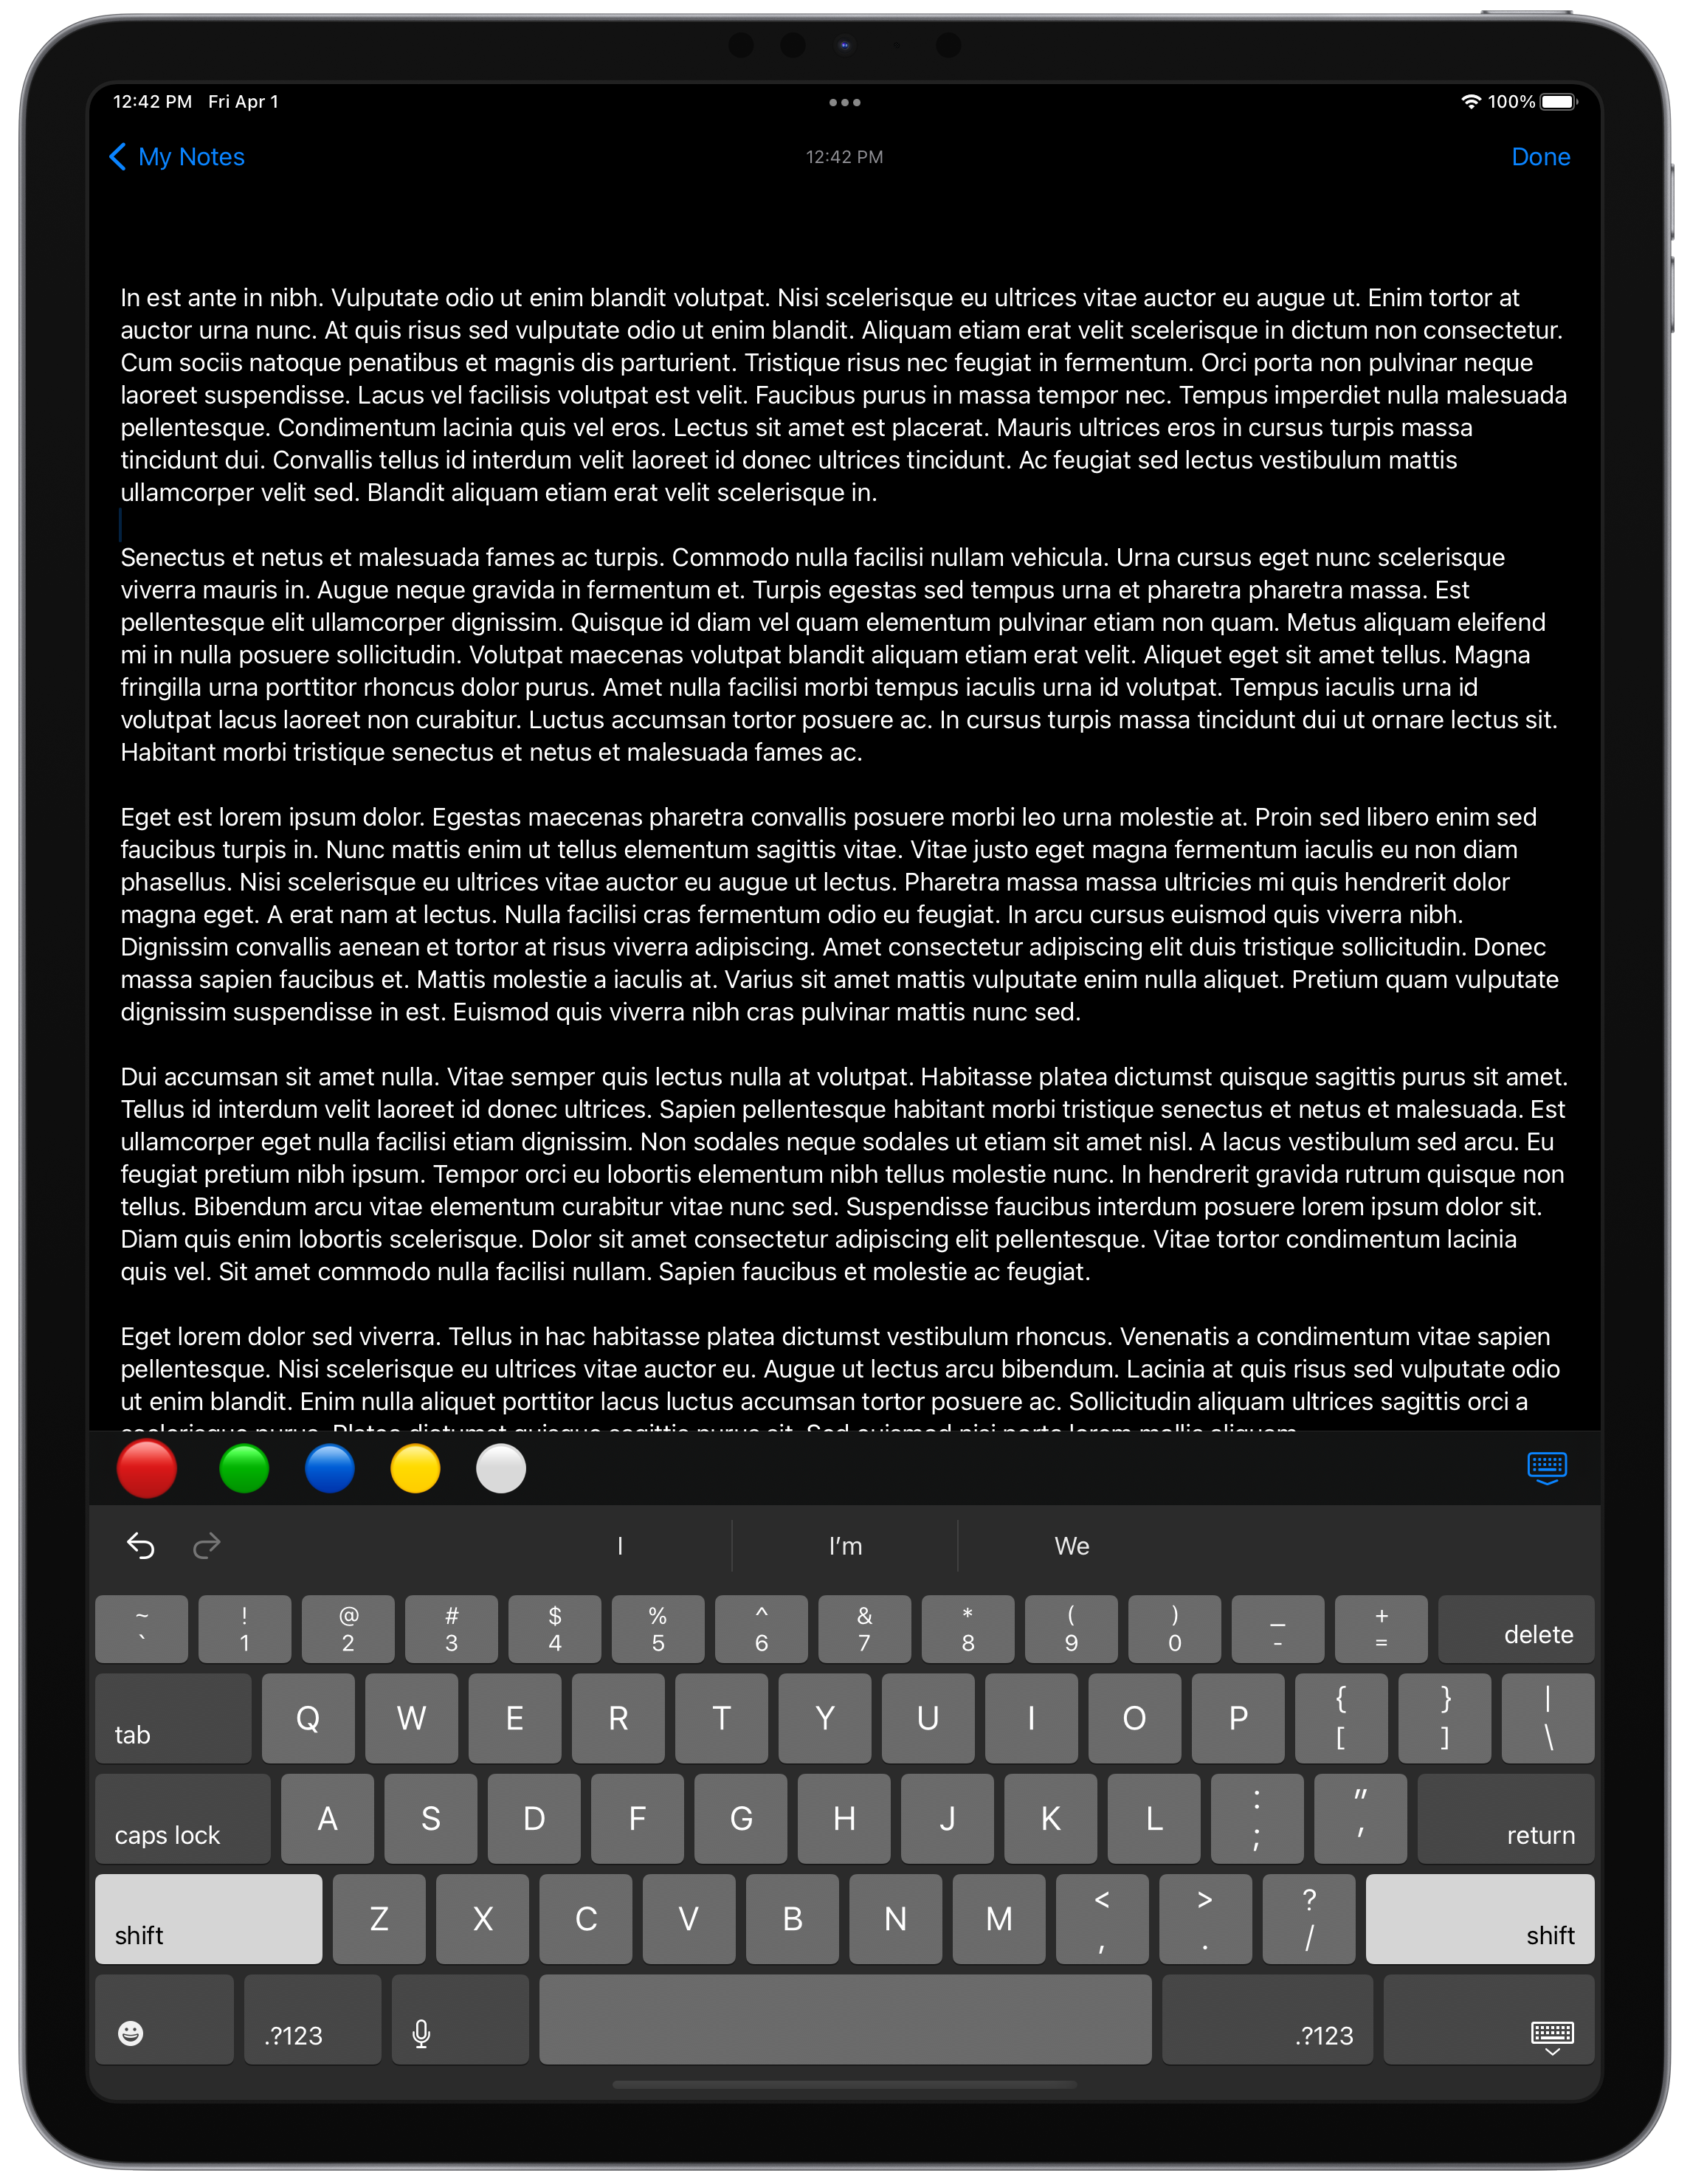 12:42 PM Fri Apr 1 100%
My Notes 12:42 PM Done
In est ante in nibh. Vulputate odio ut enim blandit volutpat. Nisi scelerisque eu ultrices vitae auctor eu augue ut. Enim tortor at
auctor urna nunc. At quis risus sed vulputate odio ut enim blandit. Aliquam etiam erat velit scelerisque in dictum non consectetur.
Cum sociis natoque penatibus et magnis dis parturient. Tristique risus nec feugiat in fermentum. Orci porta non pulvinar neque
laoreet suspendisse. Lacus vel facilisis volutpat est velit. Faucibus purus in massa tempor nec. Tempus imperdiet nulla malesuada
pellentesque. Condimentum lacinia quis vel eros. Lectus sit amet est placerat. Mauris ultrices eros in cursus turpis massa
tincidunt dui. Convallis tellus id interdum velit laoreet id donec ultrices tincidunt. Ac feugiat sed lectus vestibulum mattis
ullamcorper velit sed. Blandit aliquam etiam erat velit scelerisque in.
Senectus et netus et malesuada fames ac turpis. Commodo nulla facilisi nullam vehicula. Urna cursus eget nunc scelerisque
viverra mauris in. Augue neque gravida in fermentum et. Turpis egestas sed tempus urna et pharetra pharetra massa. Est
pellentesque elit ullamcorper dignissim. Quisque id diam vel quam elementum pulvinar etiam non quam. Metus aliquam eleifend
mi in nulla posuere sollicitudin. Volutpat maecenas volutpat blandit aliquam etiam erat velit. Aliquet eget sit amet tellus. Magna
fringilla urna porttitor rhoncus dolor purus. Amet nulla facilisi morbi tempus iaculis urna id volutpat. Tempus iaculis urna id
volutpat lacus laoreet non curabitur. Luctus accumsan tortor posuere ac. In cursus turpis massa tincidunt dui ut ornare lectus sit.
Habitant morbi tristique senectus et netus et malesuada fames ac.
Eget est lorem ipsum dolor. Egestas maecenas pharetra convallis posuere morbi leo urna molestie at. Proin sed libero enim sed
faucibus turpis in. Nunc mattis enim ut tellus elementum sagittis vitae. Vitae justo eget magna fermentum iaculis eu non diam
phasellus. Nisi scelerisque eu ultrices vitae auctor eu augue ut lectus. Pharetra massa massa ultricies mi quis hendrerit dolor
magna eget. A erat nam at lectus. Nulla facilisi cras fermentum odio eu feugiat. In arcu cursus euismod quis viverra nibh.
Dignissim convallis aenean et tortor at risus viverra adipiscing. Amet consectetur adipiscing elit duis tristique sollicitudin. Donec
massa sapien faucibus et. Mattis molestie a iaculis at. Varius sit amet mattis vulputate enim nulla aliquet. Pretium quam vulputate
dignissim suspendisse in est. Euismod quis viverra nibh cras pulvinar mattis nunc sed.
Dui accumsan sit amet nulla. Vitae semper quis lectus nulla at volutpat. Habitasse platea dictumst quisque sagittis purus sit amet.
Tellus id interdum velit laoreet id donec ultrices. Sapien pellentesque habitant morbi tristique senectus et netus et malesuada. Est
ullamcorper eget nulla facilisi etiam dignissim. Non sodales neque sodales ut etiam sit amet nisl. A lacus vestibulum sed arcu. Eu
feugiat pretium nibh ipsum. Tempor orci eu lobortis elementum nibh tellus molestie nunc. In hendrerit gravida rutrum quisque non
tellus. Bibendum arcu vitae elementum curabitur vitae nunc sed. Suspendisse faucibus interdum posuere lorem ipsum dolor sit.
Diam quis enim lobortis scelerisque. Dolor sit amet consectetur adipiscing elit pellentesque. Vitae tortor condimentum lacinia
quis vel. Sit amet commodo nulla facilisi nullam. Sapien faucibus et molestie ac feugiat.
Eget lorem dolor sed viverra. Tellus in hac habitasse platea dictumst vestibulum rhoncus. Venenatis a condimentum vitae sapien
pellentesque. Nisi scelerisque eu ultrices vitae auctor eu. Augue ut lectus arcu bibendum. Lacinia at quis risus sed vulputate odio
ut enim blandit. Enim nulla aliquet porttitor lacus luctus accumsan tortor posuere ac. Sollicitudin aliquam ultrices sagittis orci a
I I'm We
~ ! @ # $ % ^ & * ( ) _ +
` 1 2 3 4 5 6 7 8 9 0 - = delete
tab Q W E R T Y U I O P { [ } ] | \
caps lock A S D F G H J K L : ; " ' return
shift Z X C V B N M < , > . ? / shift
.?123 .?123